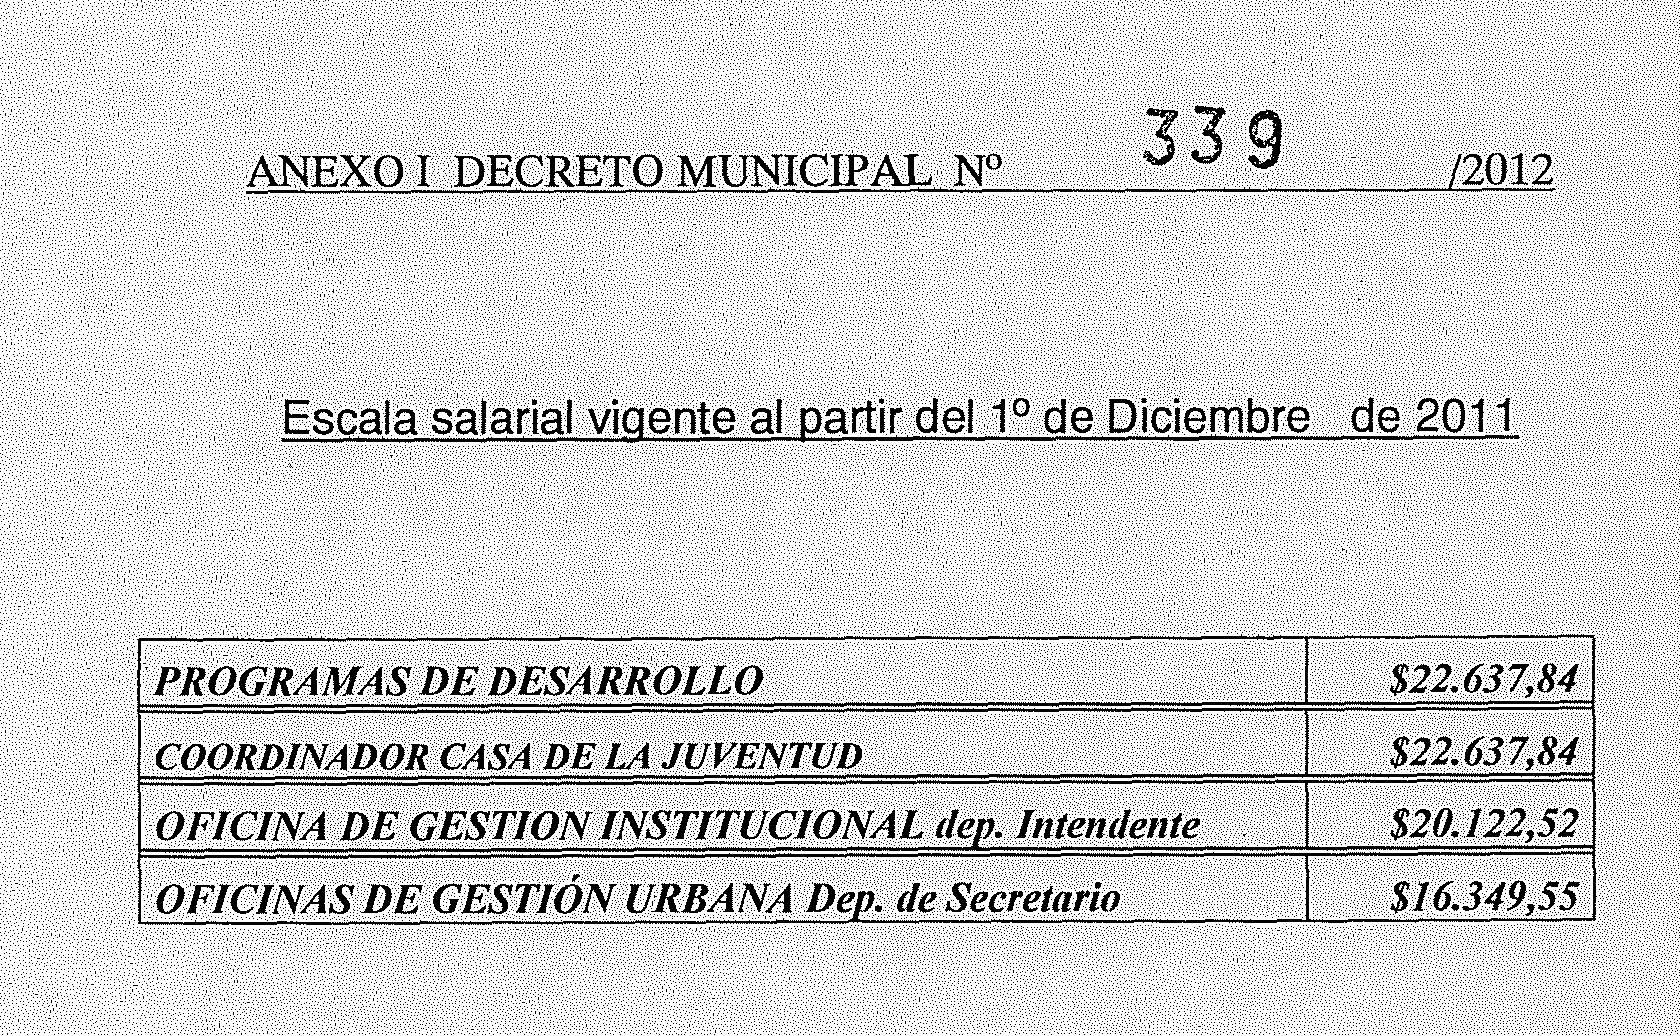 ANEXO I DECRETO MUNICIPAL Nº 339 /2012
Escala salarial vigente al partir del 1º de Diciembre de 2011
PROGRAMAS DE DESARROLLO $22.637,84
COORDINADOR CASA DE LA JUVENTUD $22.637,84
OFICINA DE GESTION INSTITUCIONAL dep. Intendente $20.122,52
OFICINAS DE GESTIÓN URBANA Dep. de Secretario $16.349,55